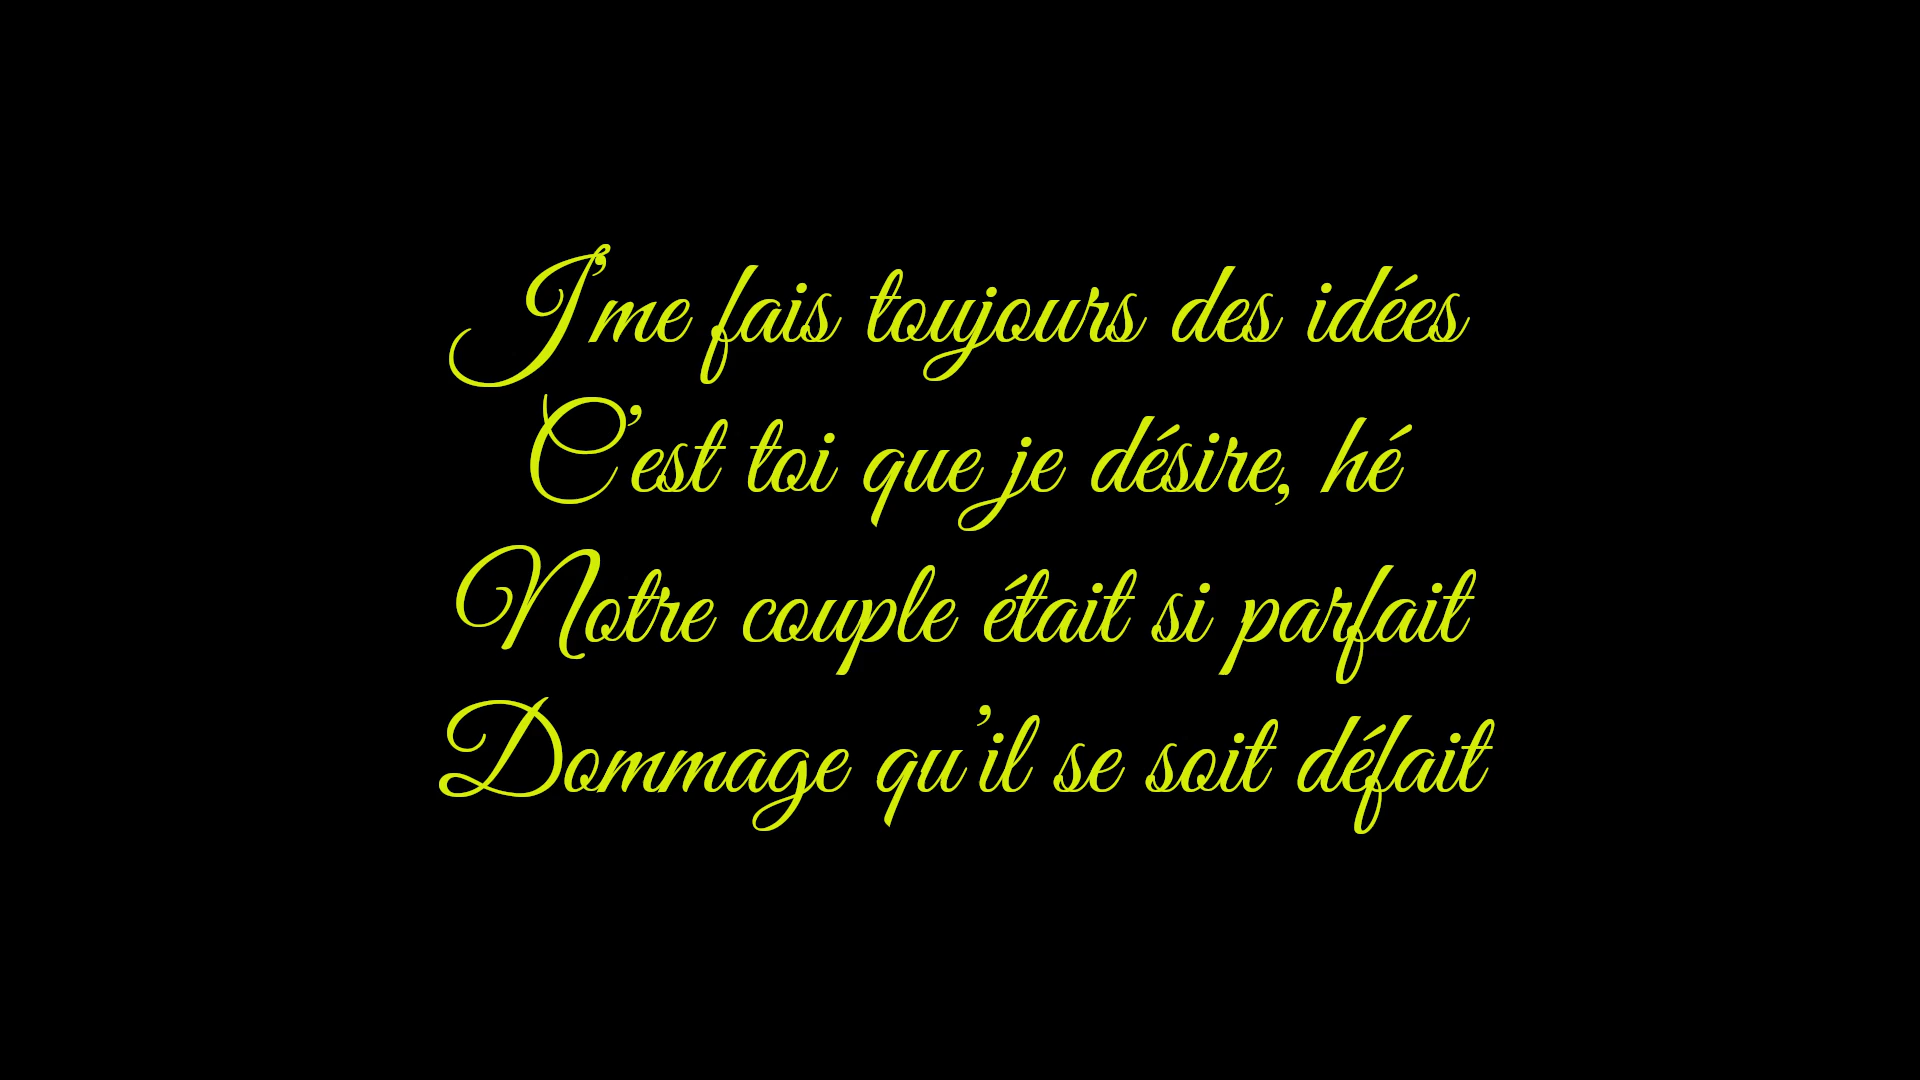 J'me fais toujours des idées
C'est toi que je désire, hé
Notre couple était si parfait
Dommage qu'il se soit défait